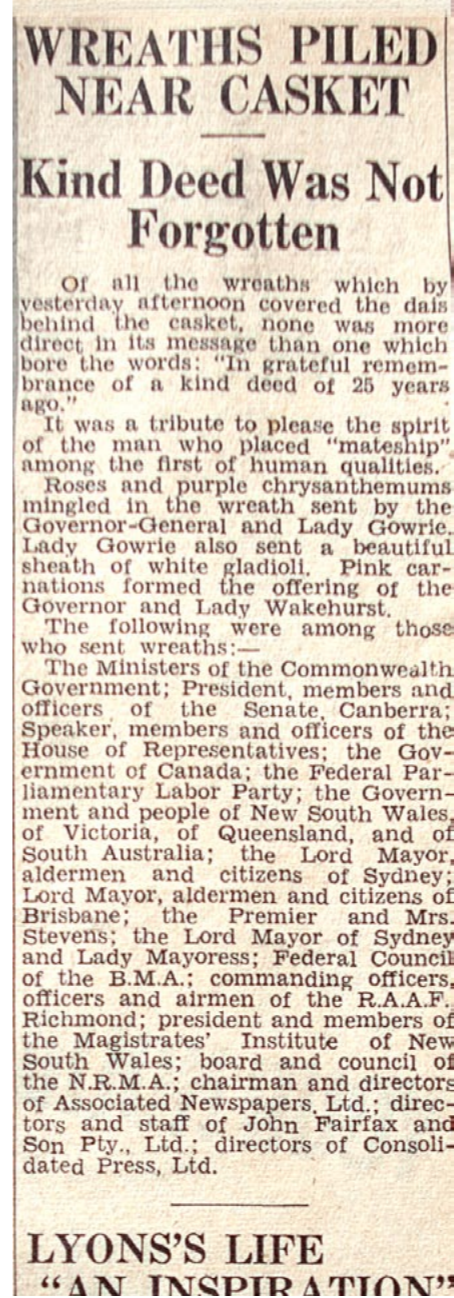 WREATHS PILED
NEAR CASKET
Kind Deed Was Not
Forgotten
Of all the wreaths which by
yesterday afternoon covered the dais
behind the casket, none was more
direct in its message than one which
bore the words: "In grateful remem-
brance of a kind deed of 25 years
ago."
It was a tribute to please the spirit
of the man who placed "mateship"
among the first of human qualities.
Roses and purple chrysanthemums
mingled in the wreath sent by the
Governor-General and Lady Gowrie.
Lady Gowrie also sent a beautiful
sheath of white gladioli. Pink car-
nations formed the offering of the
Governor and Lady Wakehurst.
The following were among those
who sent wreaths:—
The Ministers of the Commonwealth
Government; President, members and
officers of the Senate, Canberra;
Speaker, members and officers of the
House of Representatives; the Gov-
ernment of Canada; the Federal Par-
liamentary Labor Party; the Govern-
ment and people of New South Wales,
of Victoria, of Queensland, and of
South Australia; the Lord Mayor,
aldermen and citizens of Sydney;
Lord Mayor, aldermen and citizens of
Brisbane; the Premier and Mrs.
Stevens; the Lord Mayor of Sydney
and Lady Mayoress; Federal Council
of the B.M.A.; commanding officers,
officers and airmen of the R.A.A.F.
Richmond; president and members of
the Magistrates' Institute of New
South Wales; board and council of
the N.R.M.A.; chairman and directors
of Associated Newspapers, Ltd.; direc-
tors and staff of John Fairfax and
Son Pty., Ltd.; directors of Consoli-
dated Press, Ltd.
LYONS'S LIFE
"AN INSPIRATION"